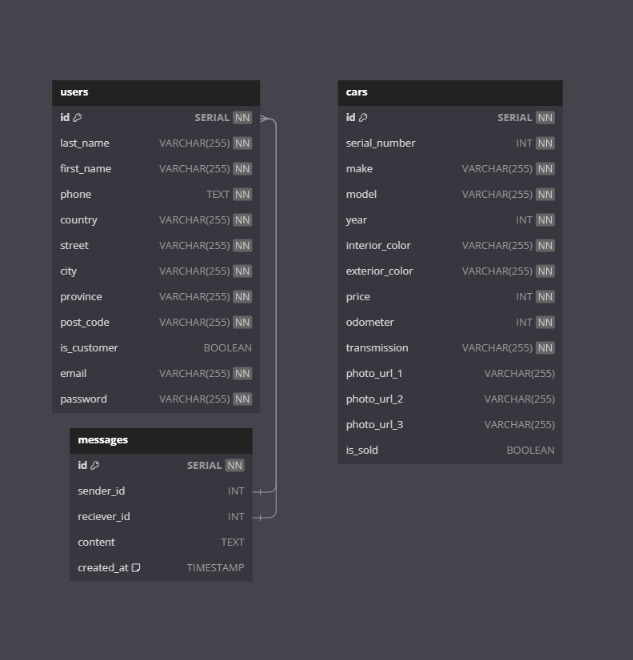 users
id SERIAL NN
last_name VARCHAR(255) NN
first_name VARCHAR(255) NN
phone TEXT NN
country VARCHAR(255) NN
street VARCHAR(255) NN
city VARCHAR(255) NN
province VARCHAR(255) NN
post_code VARCHAR(255) NN
is_customer BOOLEAN
email VARCHAR(255) NN
password VARCHAR(255) NN
messages
id SERIAL NN
sender_id INT
reciever_id INT
content TEXT
created_at TIMESTAMP
cars
id SERIAL NN
serial_number INT NN
make VARCHAR(255) NN
model VARCHAR(255) NN
year INT NN
interior_color VARCHAR(255) NN
exterior_color VARCHAR(255) NN
price INT NN
odometer INT NN
transmission VARCHAR(255) NN
photo_url_1 VARCHAR(255)
photo_url_2 VARCHAR(255)
photo_url_3 VARCHAR(255)
is_sold BOOLEAN